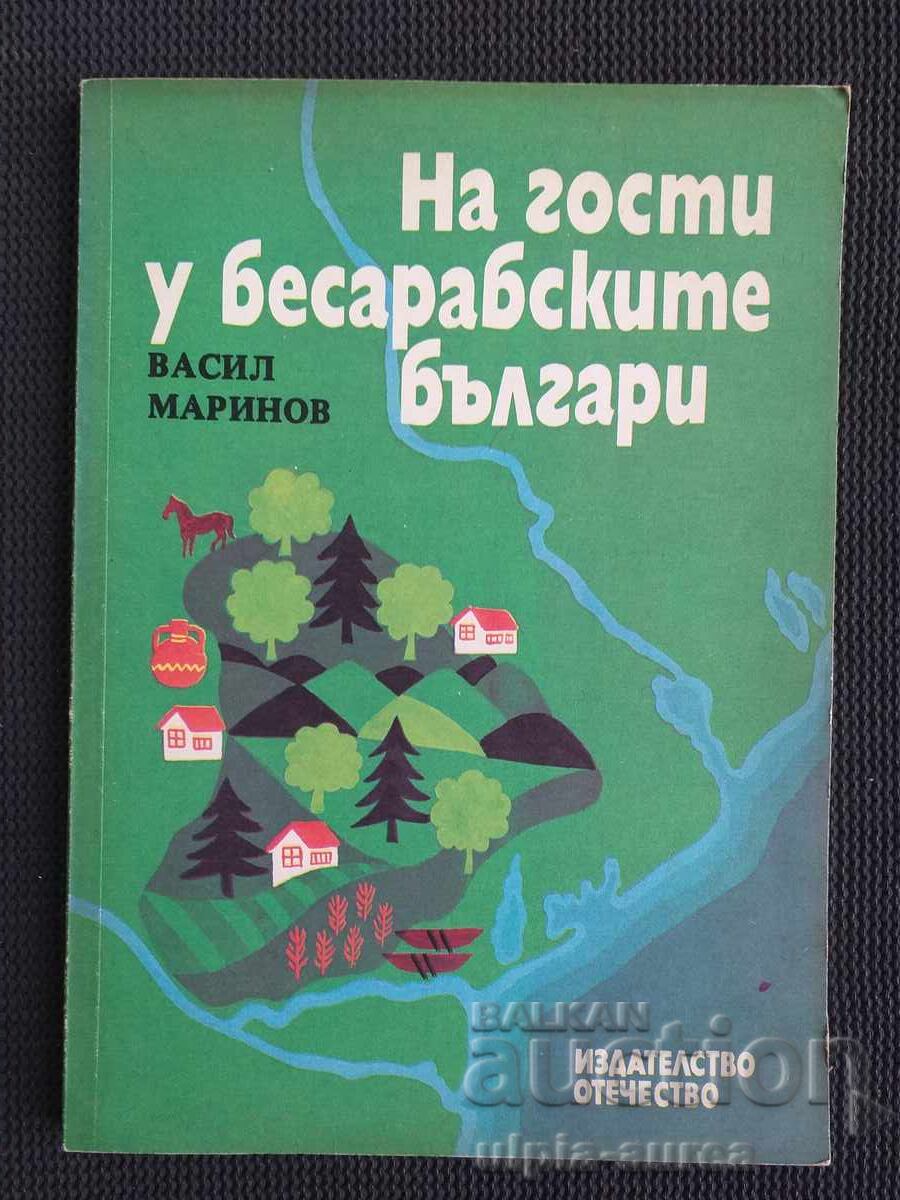 На гости
у бесарабските
българи
ВАСИЛ
МАРИНОВ
BALKAN
auction
ИЗДАТЕЛСТВО
ОТЕЧЕСТВО
ulpia-aurea